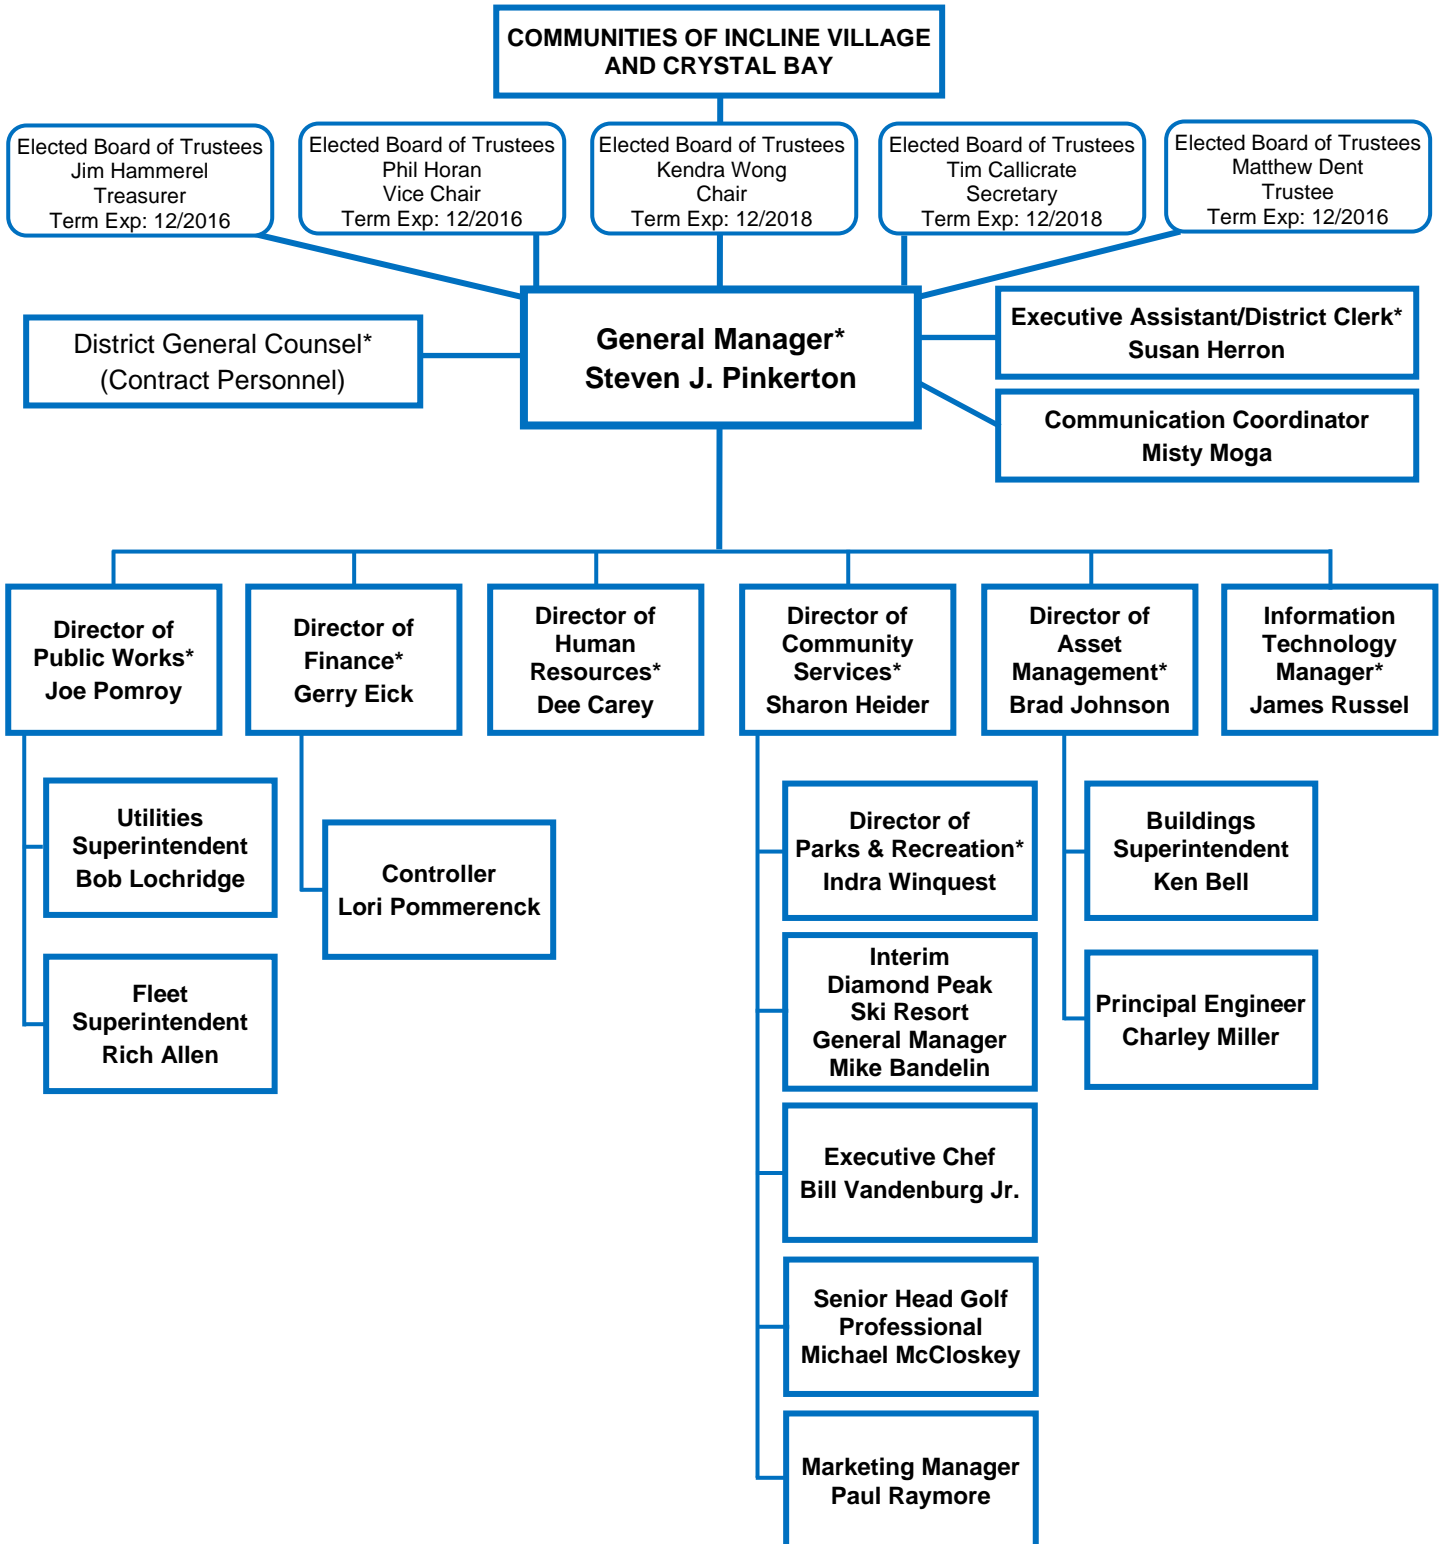 COMMUNITIES OF INCLINE VILLAGE
AND CRYSTAL BAY
Elected Board of Trustees
Jim Hammerel
Treasurer
Term Exp: 12/2016
Elected Board of Trustees
Phil Horan
Vice Chair
Term Exp: 12/2016
Elected Board of Trustees
Kendra Wong
Chair
Term Exp: 12/2018
Elected Board of Trustees
Tim Callicrate
Secretary
Term Exp: 12/2018
Elected Board of Trustees
Matthew Dent
Trustee
Term Exp: 12/2016
District General Counsel*
(Contract Personnel)
General Manager*
Steven J. Pinkerton
Executive Assistant/District Clerk*
Susan Herron
Communication Coordinator
Misty Moga
Director of
Public Works*
Joe Pomroy
Director of
Finance*
Gerry Eick
Director of
Human
Resources*
Dee Carey
Director of
Community
Services*
Sharon Heider
Director of
Asset
Management*
Brad Johnson
Information
Technology
Manager*
James Russel
Utilities
Superintendent
Bob Lochridge
Fleet
Superintendent
Rich Allen
Controller
Lori Pommerenck
Director of
Parks & Recreation*
Indra Winquest
Interim
Diamond Peak
Ski Resort
General Manager
Mike Bandelin
Executive Chef
Bill Vandenburg Jr.
Senior Head Golf
Professional
Michael McCloskey
Marketing Manager
Paul Raymore
Buildings
Superintendent
Ken Bell
Principal Engineer
Charley Miller